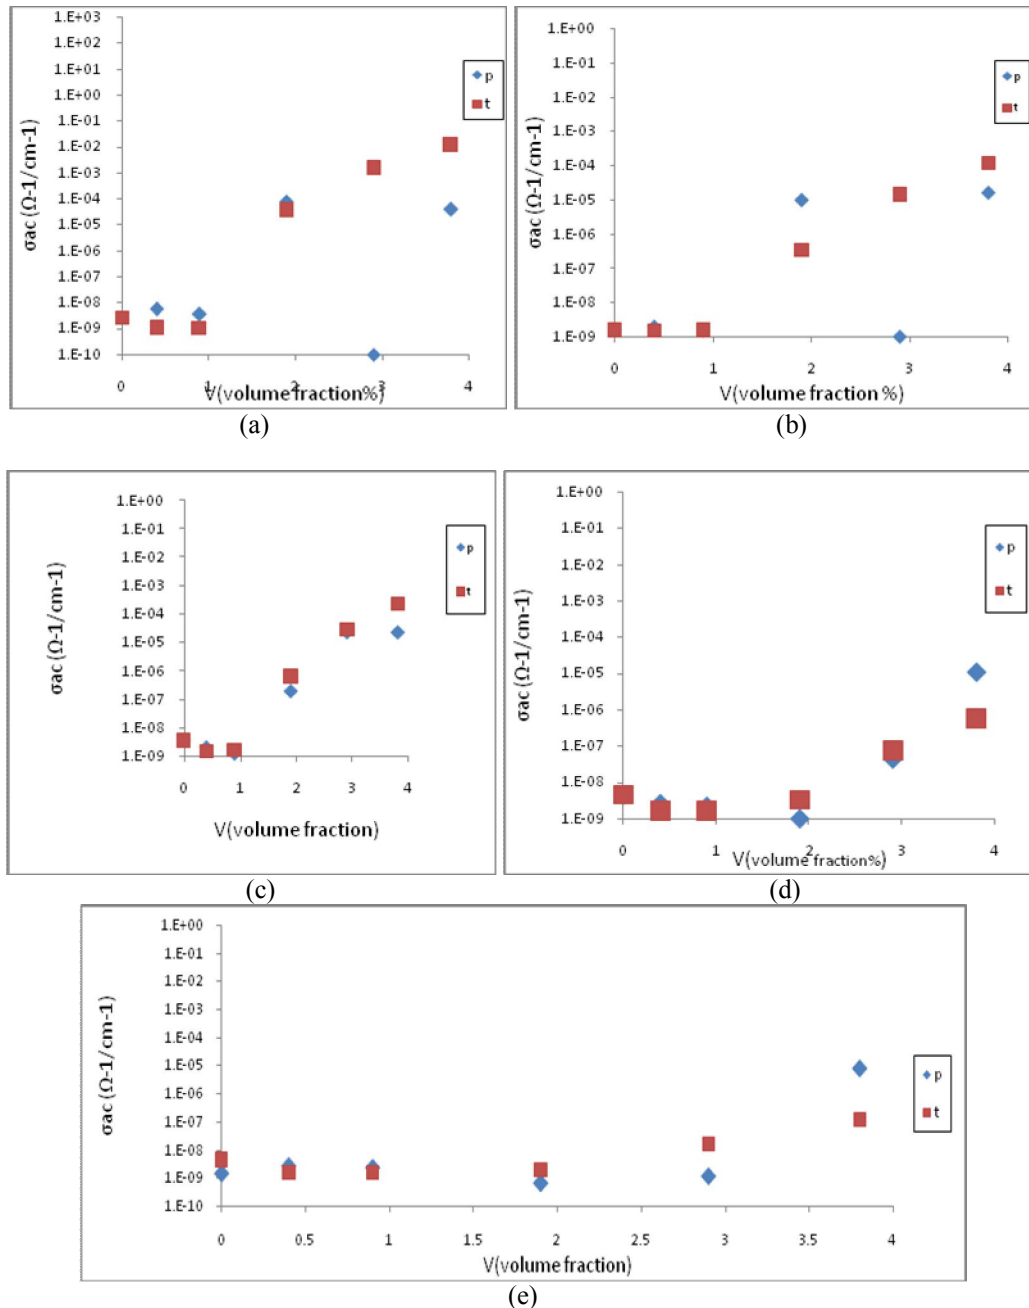 1.E+03
1.E+02
1.E+01
1.E+00
1.E-01
1.E-02
1.E-03
1.E-04
1.E-05
1.E-06
1.E-07
1.E-08
1.E-09
1.E-10
σac (Ω-1/cm-1)
0 1 2 3 4
V(volume fraction%)
p
t
(a)
1.E+00
1.E-01
1.E-02
1.E-03
1.E-04
1.E-05
1.E-06
1.E-07
1.E-08
1.E-09
σac (Ω-1/cm-1)
0 1 2 3 4
V(volume fraction %)
p
t
(b)
1.E+00
1.E-01
1.E-02
1.E-03
1.E-04
1.E-05
1.E-06
1.E-07
1.E-08
1.E-09
σac (Ω-1/cm-1)
0 1 2 3 4
V(volume fraction)
p
t
(c)
1.E+00
1.E-01
1.E-02
1.E-03
1.E-04
1.E-05
1.E-06
1.E-07
1.E-08
1.E-09
σac (Ω-1/cm-1)
0 1 2 3 4
V(volume fraction%)
p
t
(d)
1.E+00
1.E-01
1.E-02
1.E-03
1.E-04
1.E-05
1.E-06
1.E-07
1.E-08
1.E-09
1.E-10
σac (Ω-1/cm-1)
0 0.5 1 1.5 2 2.5 3 3.5 4
V(volume fraction)
p
t
(e)